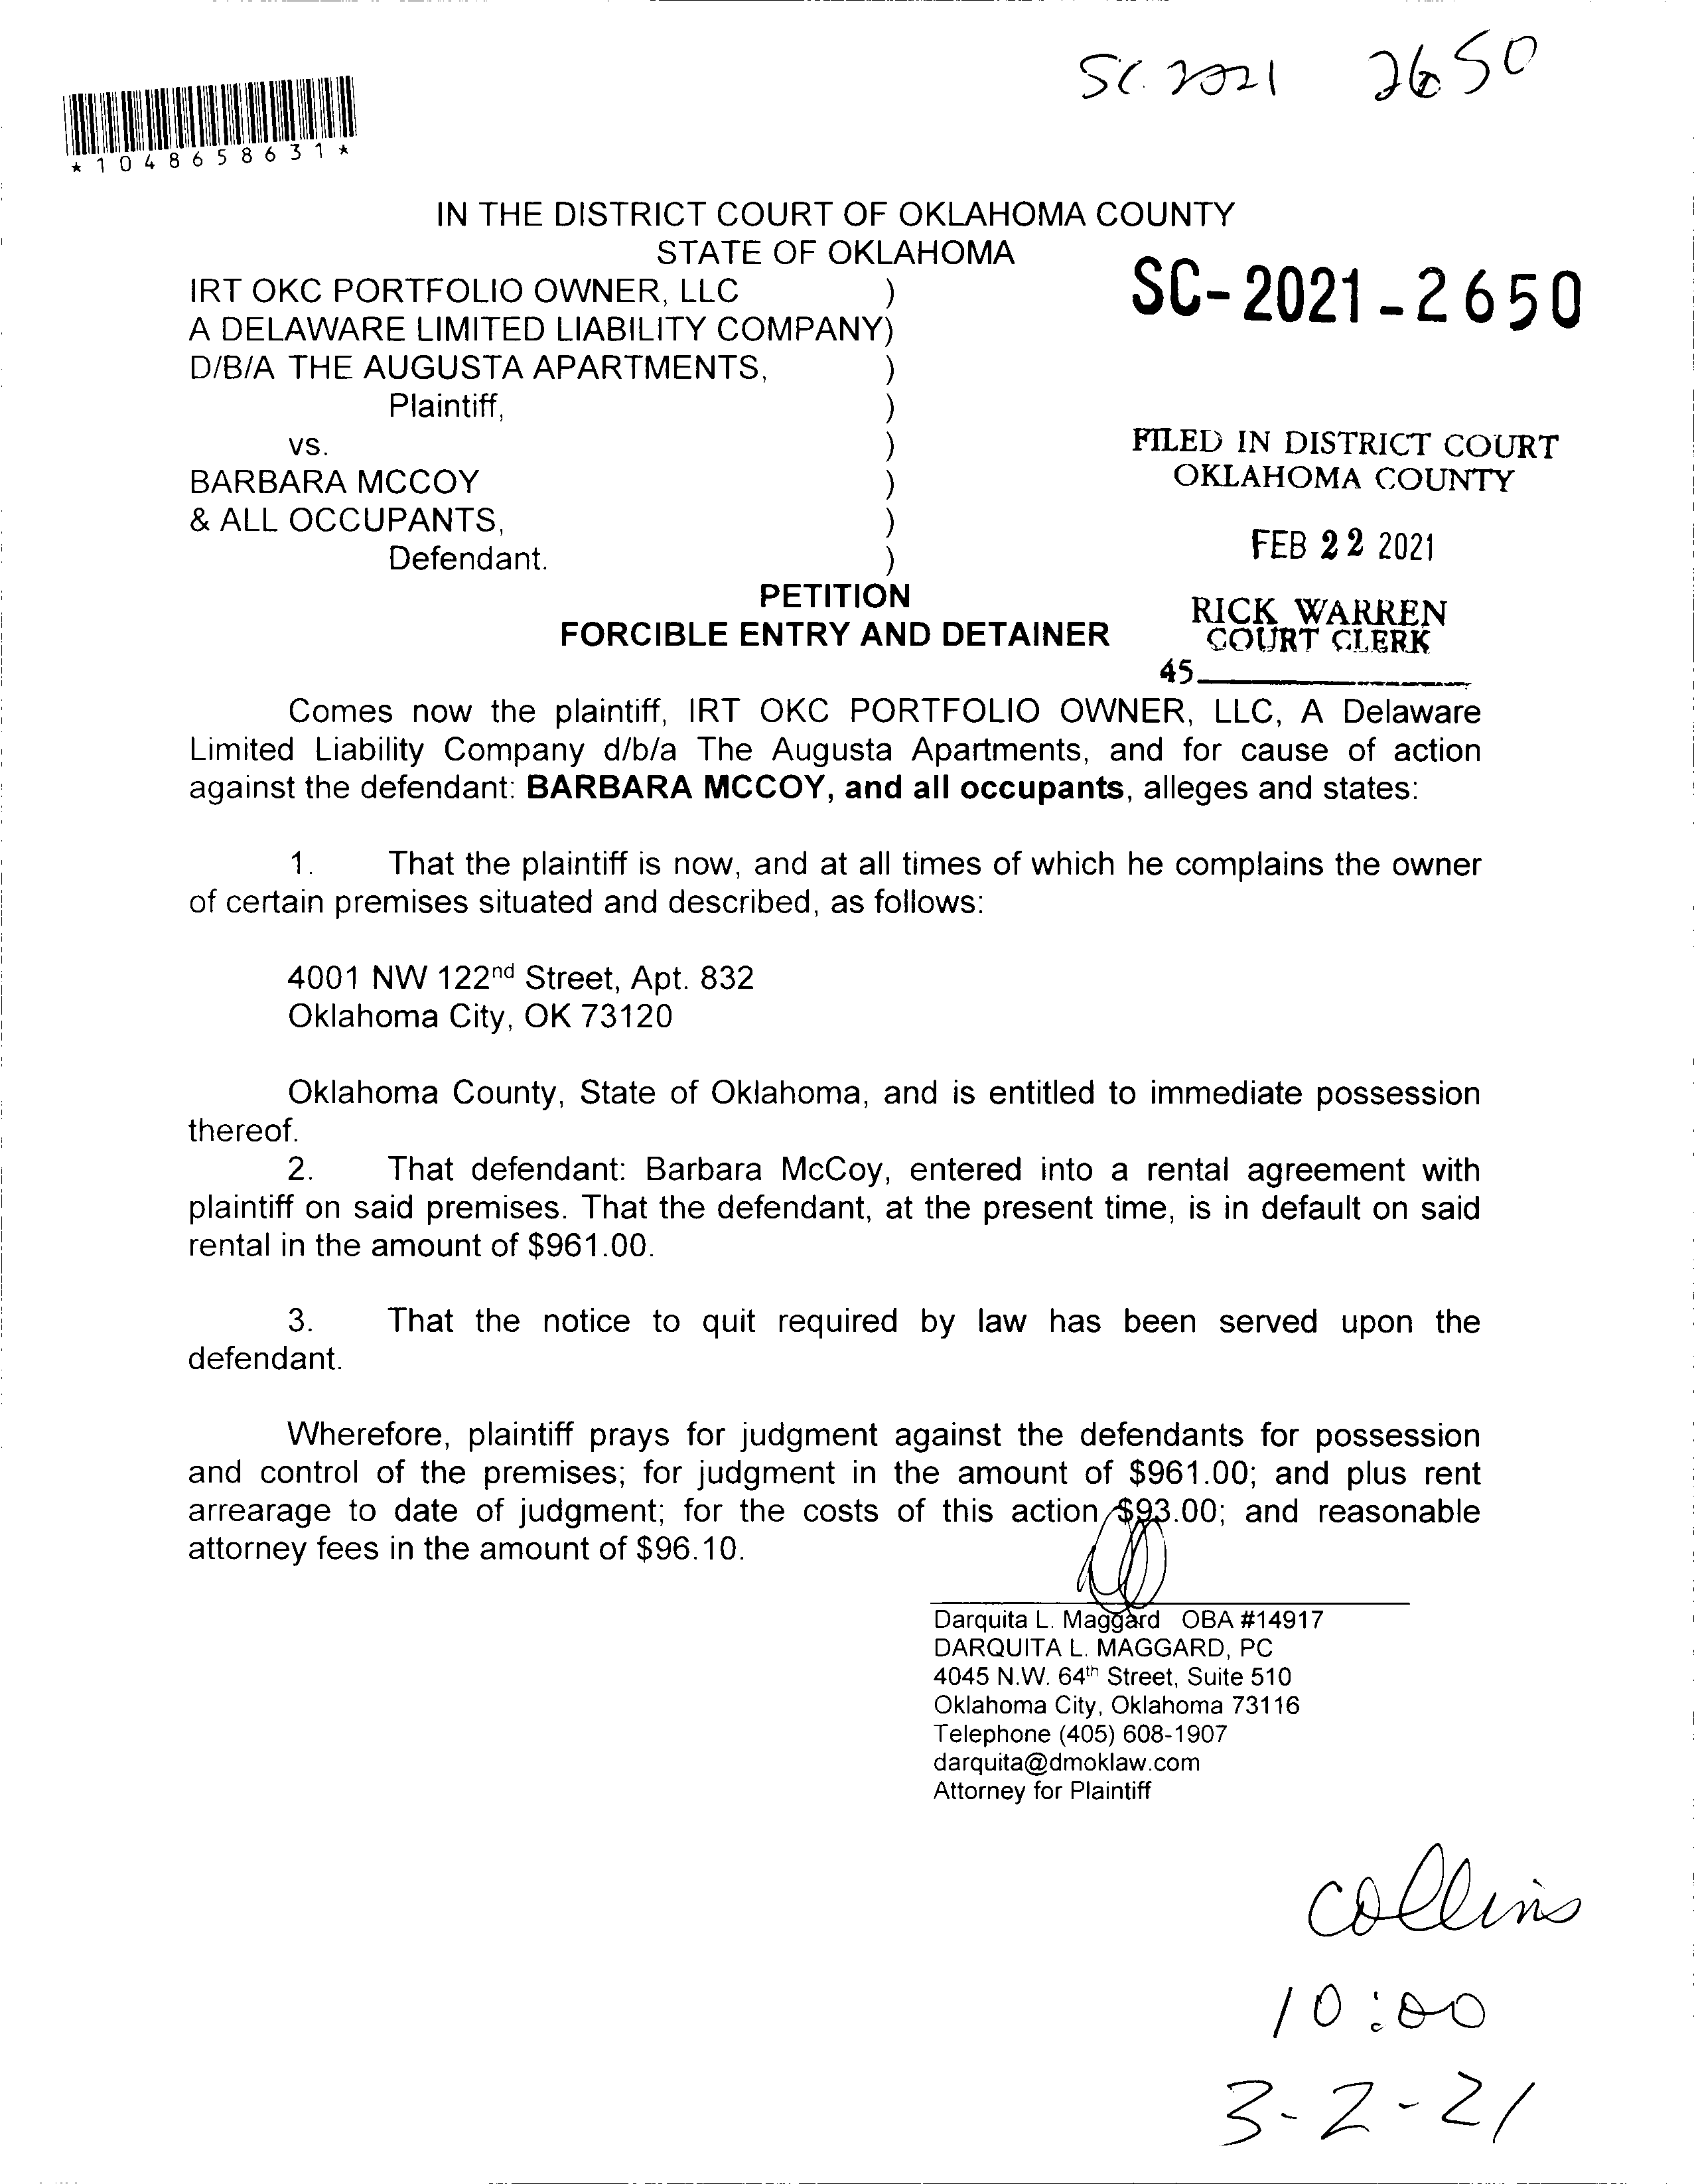 SC. 2021 2650
*1048658631*
IN THE DISTRICT COURT OF OKLAHOMA COUNTY
STATE OF OKLAHOMA
IRT OKC PORTFOLIO OWNER, LLC )
A DELAWARE LIMITED LIABILITY COMPANY)
D/B/A THE AUGUSTA APARTMENTS, )
Plaintiff, )
vs. )
BARBARA MCCOY )
& ALL OCCUPANTS, )
Defendant. )
SC-2021-2650
FILED IN DISTRICT COURT
OKLAHOMA COUNTY
FEB 22 2021
RICK WARREN
COURT CLERK
45
PETITION
FORCIBLE ENTRY AND DETAINER
Comes now the plaintiff, IRT OKC PORTFOLIO OWNER, LLC, A Delaware
Limited Liability Company d/b/a The Augusta Apartments, and for cause of action
against the defendant: BARBARA MCCOY, and all occupants, alleges and states:
1. That the plaintiff is now, and at all times of which he complains the owner
of certain premises situated and described, as follows:
4001 NW 122nd Street, Apt. 832
Oklahoma City, OK 73120
Oklahoma County, State of Oklahoma, and is entitled to immediate possession
thereof.
2. That defendant: Barbara McCoy, entered into a rental agreement with
plaintiff on said premises. That the defendant, at the present time, is in default on said
rental in the amount of $961.00.
3. That the notice to quit required by law has been served upon the
defendant.
Wherefore, plaintiff prays for judgment against the defendants for possession
and control of the premises; for judgment in the amount of $961.00; and plus rent
arrearage to date of judgment; for the costs of this action $93.00; and reasonable
attorney fees in the amount of $96.10.
Darquita L. Maggard OBA #14917
DARQUITA L. MAGGARD, PC
4045 N.W. 64th Street, Suite 510
Oklahoma City, Oklahoma 73116
Telephone (405) 608-1907
darquita@dmoklaw.com
Attorney for Plaintiff
collins
10:00
3-2-21